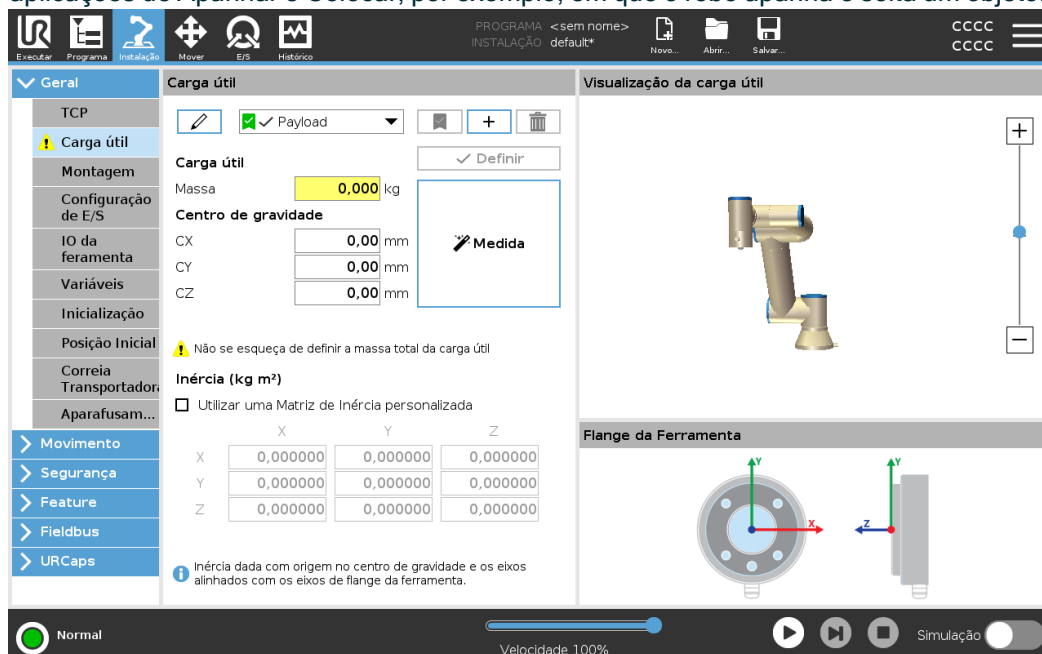 aplicações de Apanhar e Colocar, por exemplo, em que o robô apanha e solta um objeto.
PROGRAMA <sem nome>
INSTALAÇÃO default*
Executar Programa Instalação Mover E/S Histórico
Novo... Abrir... Salvar...
CCCC
CCCC
Geral
TCP
Carga útil
Montagem
Configuração
de E/S
IO da
feramenta
Variáveis
Inicialização
Posição Inicial
Correia
Transportador
Aparafusam...
Movimento
Segurança
Feature
Fieldbus
URCaps
Carga útil
Payload
+
Definir
Carga útil
Massa 0,000 kg
Centro de gravidade
CX 0,00 mm
CY 0,00 mm
CZ 0,00 mm
Medida
Não se esqueça de definir a massa total da carga útil
Inércia (kg m²)
Utilizar uma Matriz de Inércia personalizada
X Y Z
X 0,000000 0,000000 0,000000
Y 0,000000 0,000000 0,000000
Z 0,000000 0,000000 0,000000
Inércia dada com origem no centro de gravidade e os eixos
alinhados com os eixos de flange da ferramenta.
Visualização da carga útil
Flange da Ferramenta
Y
X
Y
Z
Normal
Velocidade 100%
Simulação